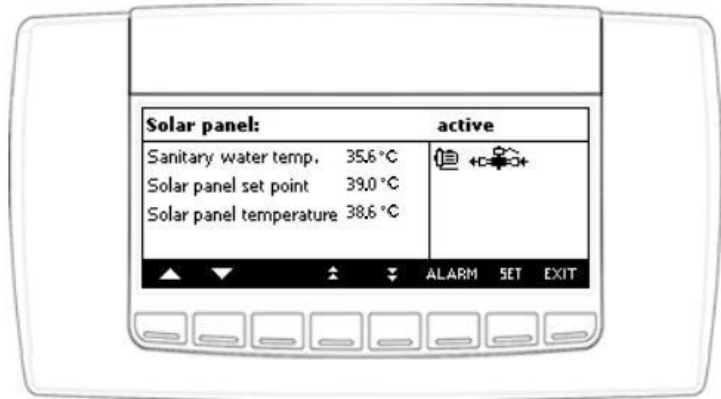 Solar panel: active
Sanitary water temp. 35.6 °C
Solar panel set point 39.0 °C
Solar panel temperature 38.6 °C
ALARM SET EXIT